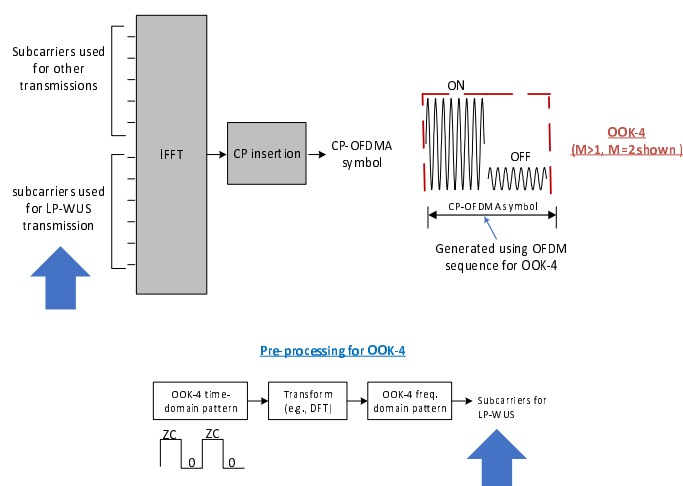 Subcarriers used
for other
transmissions
IFFT
CP insertion
CP-OFDMA
symbol
subcarriers used
for LP-WUS
transmission
ON
OFF
OOK-4
(M>1, M=2 shown )
CP-OFDMA symbol
Generated using OFDM
sequence for OOK-4
Pre-processing for OOK-4
OOK-4 time-
domain pattern
Transform
(e.g., DFT)
OOK-4 freq.
domain pattern
Subcarriers for
LP-WUS
ZC
ZC
0
0